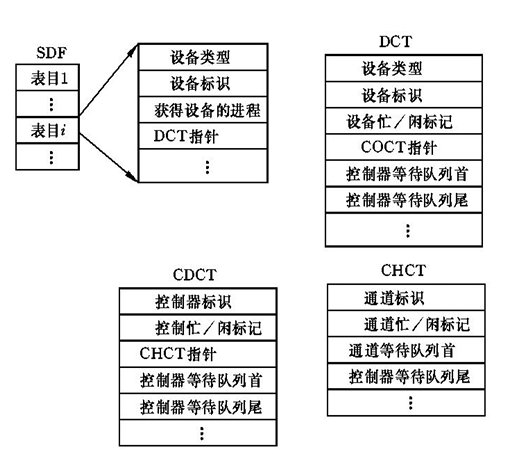 SDF
表目1
⋮
表目i
⋮
设备类型
设备标识
获得设备的进程
DCT指针
⋮
DCT
设备类型
设备标识
设备忙／闲标记
COCT指针
控制器等待队列首
控制器等待队列尾
⋮
CDCT
控制器标识
控制忙／闲标记
CHCT指针
控制器等待队列首
控制器等待队列尾
⋮
CHCT
通道标识
通道忙／闲标记
通道等待队列首
控制器等待队列尾
⋮